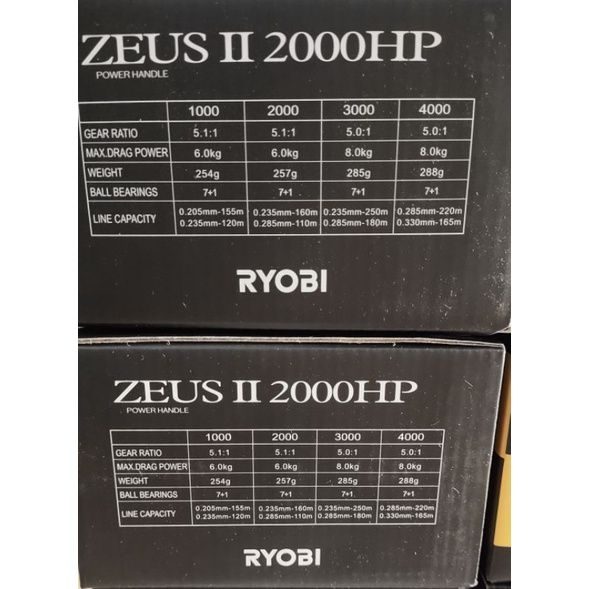 ZEUS II 2000HP
POWER HANDLE
1000 2000 3000 4000
GEAR RATIO 5.1:1 5.1:1 5.0:1 5.0:1
MAX.DRAG POWER 6.0kg 6.0kg 8.0kg 8.0kg
WEIGHT 254g 257g 285g 288g
BALL BEARINGS 7+1 7+1 7+1 7+1
LINE CAPACITY 0.205mm-155m 0.235mm-160m 0.235mm-250m 0.285mm-220m
0.235mm-120m 0.285mm-110m 0.285mm-180m 0.330mm-165m
RYOBI
ZEUS II 2000HP
POWER HANDLE
1000 2000 3000 4000
GEAR RATIO 5.1:1 5.1:1 5.0:1 5.0:1
MAX.DRAG POWER 6.0kg 6.0kg 8.0kg 8.0kg
WEIGHT 254g 257g 285g 288g
BALL BEARINGS 7+1 7+1 7+1 7+1
LINE CAPACITY 0.205mm-155m 0.235mm-160m 0.235mm-250m 0.285mm-220m
0.235mm-120m 0.285mm-110m 0.285mm-180m 0.330mm-165m
RYOBI